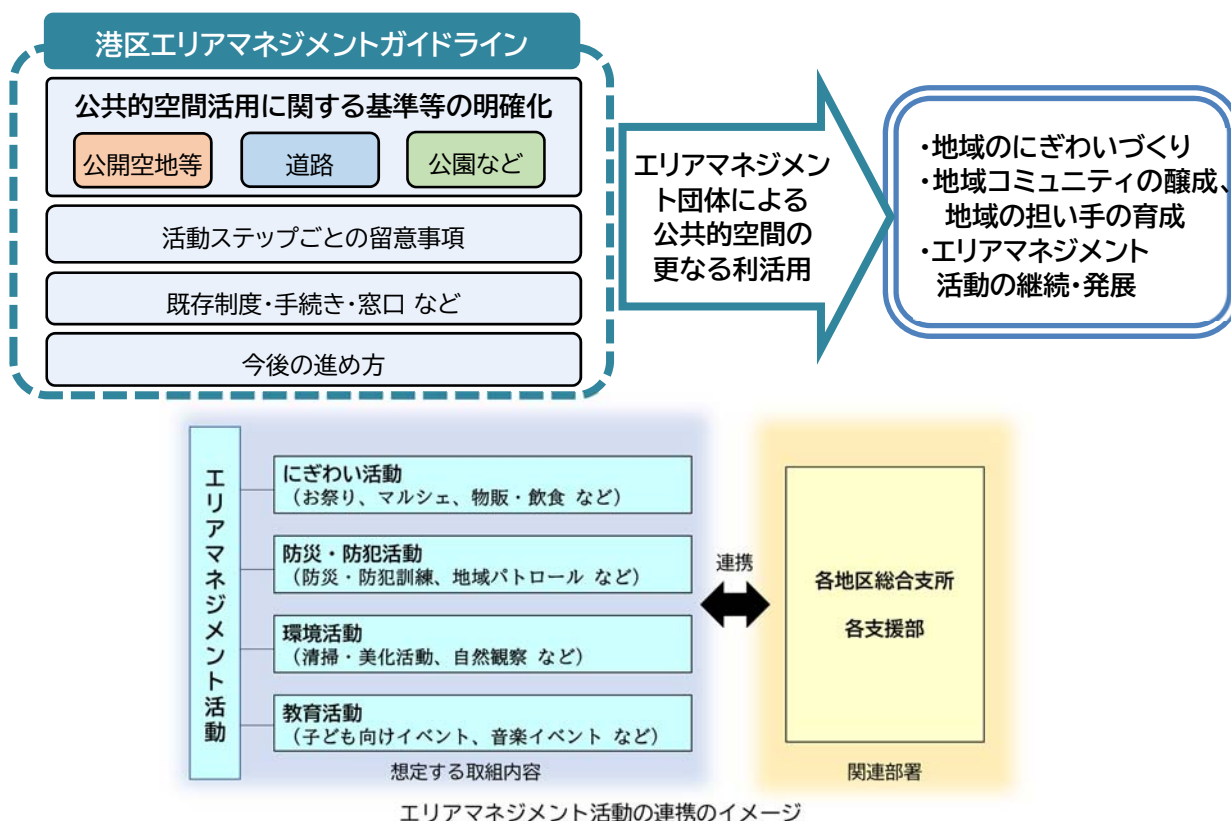 港区エリアマネジメントガイドライン
公共的空間活用に関する基準等の明確化
公開空地等
道路
公園など
活動ステップごとの留意事項
既存制度・手続き・窓口 など
今後の進め方
エリアマネジメン
ト団体による
公共的空間の
更なる利活用
・地域のにぎわいづくり
・地域コミュニティの醸成、
地域の担い手の育成
・エリアマネジメント
活動の継続・発展
エリアマネジメント活動
にぎわい活動
（お祭り、マルシェ、物販・飲食 など）
防災・防犯活動
（防災・防犯訓練、地域パトロール など）
環境活動
（清掃・美化活動、自然観察 など）
教育活動
（子ども向けイベント、音楽イベント など）
想定する取組内容
連携
各地区総合支所
各支援部
関連部署
エリアマネジメント活動の連携のイメージ